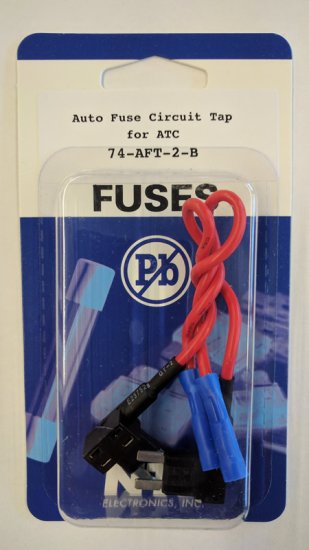 Auto Fuse Circuit Tap
for ATC
74-AFT-2-B
FUSES
Pb
ELECTRONICS, INC.